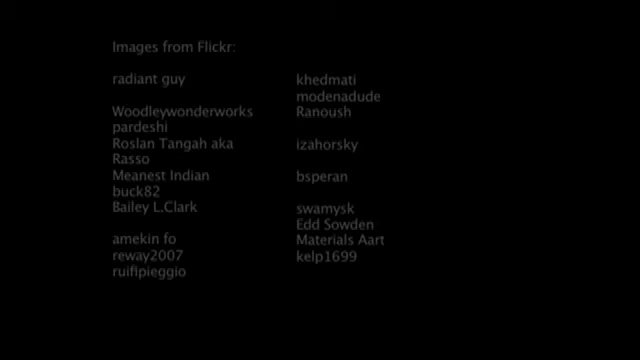 Images from Flickr:
radiant guy
Woodleywonderworks
pardeshi
Roslan Tangah aka
Rasso
Meanest Indian
buck82
Bailey L.Clark
amekin fo
reway2007
ruifipieggio
khedmati
modenadude
Ranoush
izahorsky
bsperan
swamysk
Edd Sowden
Materials Aart
kelp1699